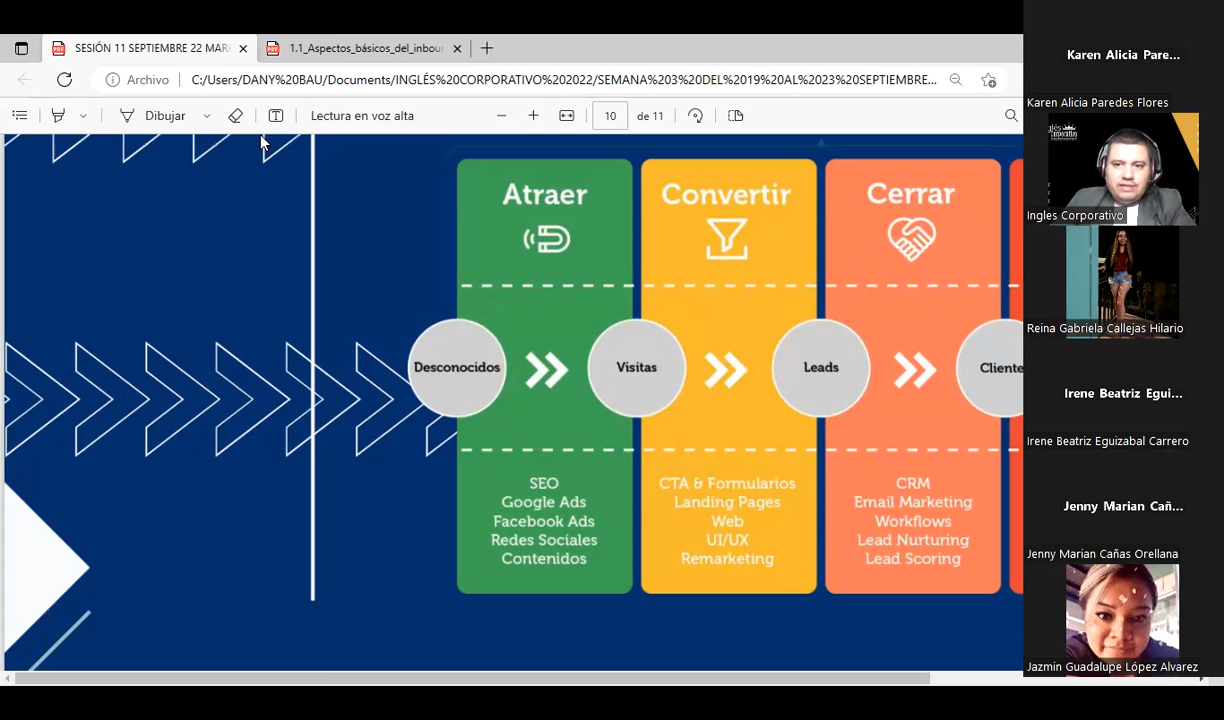 SESIÓN 11 SEPTIEMBRE 22 MAR
1.1_Aspectos_básicos_del_inbour
Archivo
C:/Users/DANY%20BAU/Documents/INGLÉS%20CORPORATIVO%202022/SEMANA%203%20DEL%2019%20AL%2023%20SEPTIEMBRE...
Dibujar
Lectura en voz alta
10
de 11
Atraer
Convertir
Cerrar
Desconocidos
Visitas
Leads
Cliente
SEO
Google Ads
Facebook Ads
Redes Sociales
Contenidos
CTA & Formularios
Landing Pages
Web
UI/UX
Remarketing
CRM
Email Marketing
Workflows
Lead Nurturing
Lead Scoring
Karen Alicia Pare...
Karen Alicia Paredes Flores
Ingles Corporativo
Reina Gabriela Callejas Hilario
Irene Beatriz Egui...
Irene Beatriz Eguizabal Carrero
Jenny Marian Cañ...
Jenny Marian Cañas Orellana
Jazmin Guadalupe López Alvarez